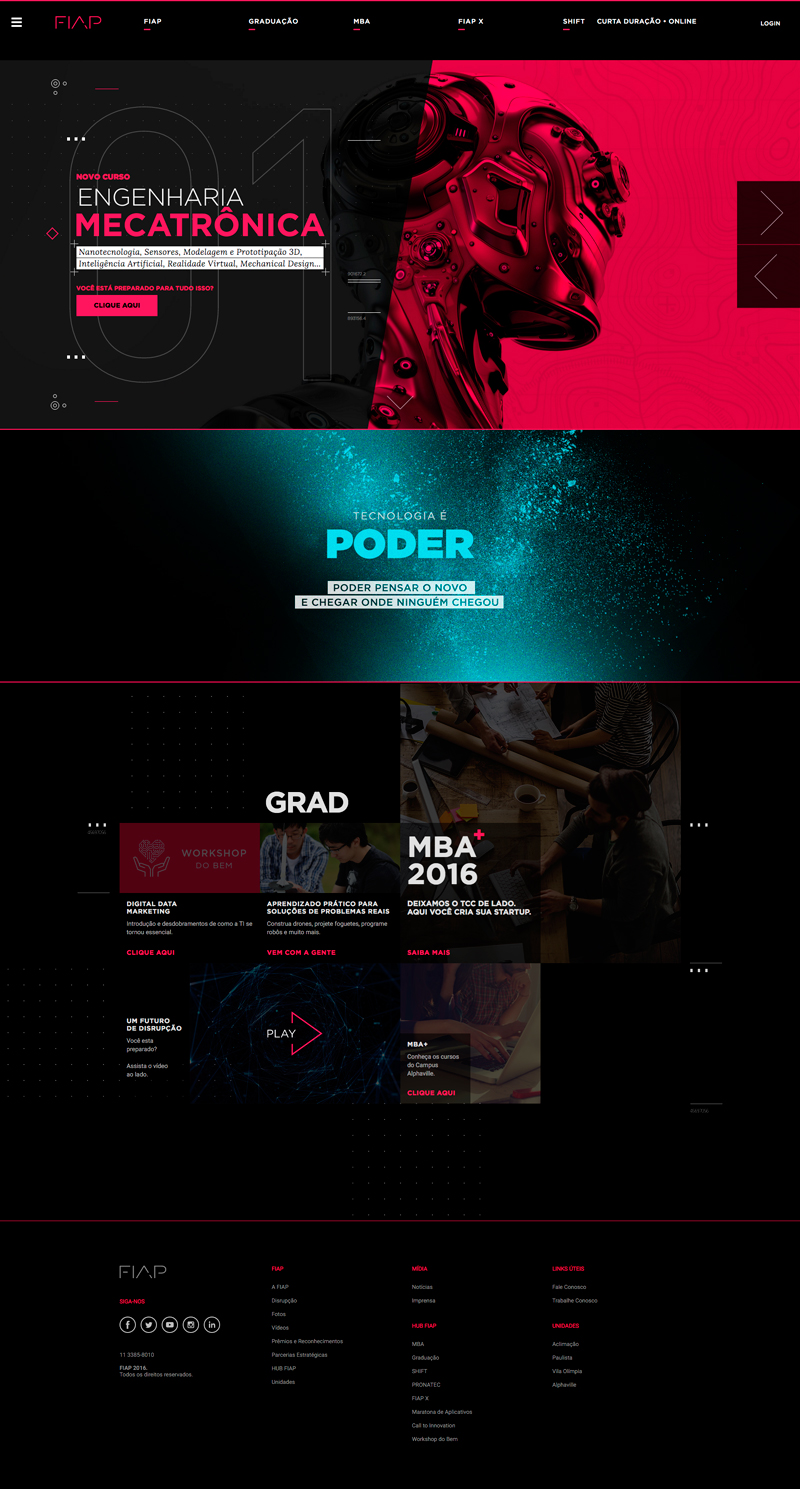 FIAP
FIAP
GRADUAÇÃO
MBA
FIAP X
SHIFT
CURTA DURAÇÃO • ONLINE
LOGIN
01
NOVO CURSO
ENGENHARIA
MECATRÔNICA
Nanotecnologia, Sensores, Modelagem e Prototipação 3D,
Inteligência Artificial, Realidade Virtual, Mechanical Design...
VOCÊ ESTÁ PREPARADO PARA TUDO ISSO?
CLIQUE AQUI
TECNOLOGIA É
PODER
PODER PENSAR O NOVO
E CHEGAR ONDE NINGUÉM CHEGOU
GRAD
WORKSHOP
DO BEM
DIGITAL DATA
MARKETING
Introdução e desdobramentos de como a TI se
tornou essencial.
CLIQUE AQUI
APRENDIZADO PRÁTICO PARA
SOLUÇÕES DE PROBLEMAS REAIS
Construa drones, projete foguetes, programe
robôs e muito mais.
VEM COM A GENTE
MBA+
2016
DEIXAMOS O TCC DE LADO.
AQUI VOCÊ CRIA SUA STARTUP.
SAIBA MAIS
UM FUTURO
DE DISRUPÇÃO
Você esta
preparado?
Assista o vídeo
ao lado.
PLAY
MBA+
Conheça os cursos
do Campus
Alphaville.
CLIQUE AQUI
FIAP
SIGA NOS
11 3385-8010
FIAP 2016.
Todos os direitos reservados.
FIAP
A FIAP
Disrupção
Fotos
Vídeos
Prêmios e Reconhecimentos
Parcerias Estratégicas
HUB FIAP
Unidades
MÍDIA
Notícias
Imprensa
HUB FIAP
MBA
Graduação
SHIFT
PRONATEC
FIAP X
Maratona de Aplicativos
Call to Innovation
Workshop do Bem
LINKS ÚTEIS
Fale Conosco
Trabalhe Conosco
UNIDADES
Aclimação
Paulista
Vila Olímpia
Alphaville